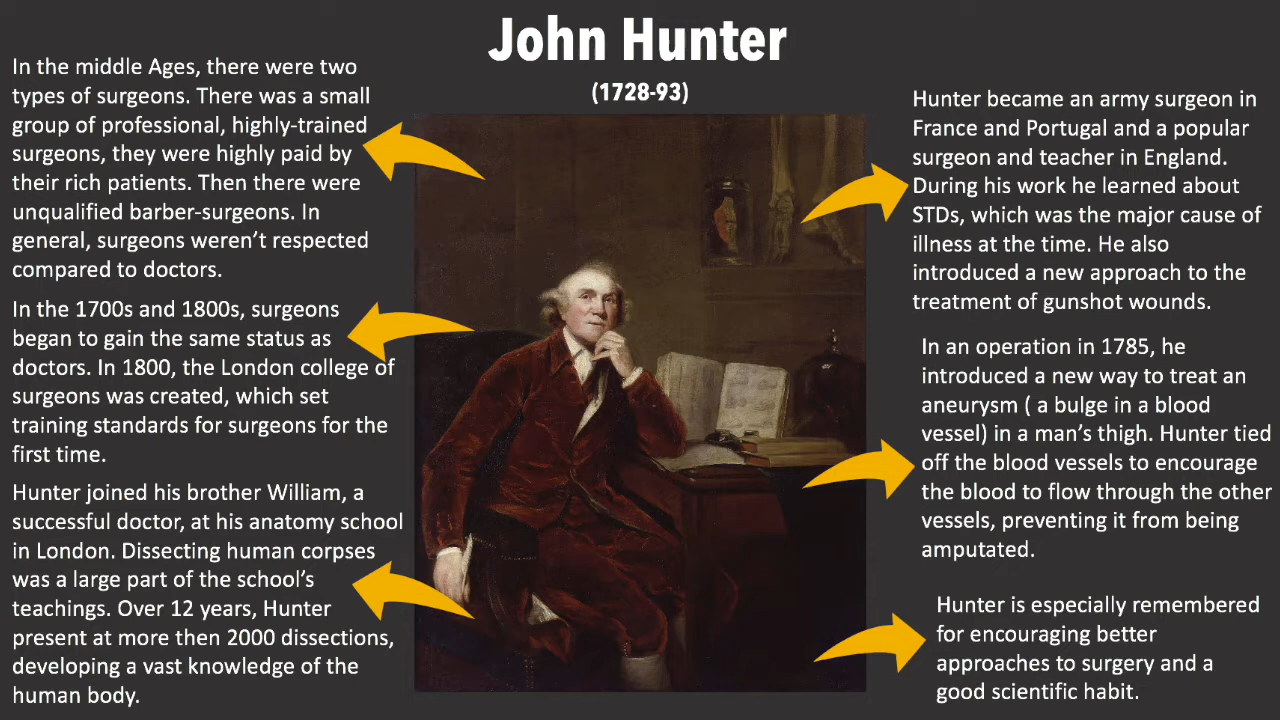 John Hunter
(1728-93)
In the middle Ages, there were two
types of surgeons. There was a small
group of professional, highly-trained
surgeons, they were highly paid by
their rich patients. Then there were
unqualified barber-surgeons. In
general, surgeons weren't respected
compared to doctors.
In the 1700s and 1800s, surgeons
began to gain the same status as
doctors. In 1800, the London college of
surgeons was created, which set
training standards for surgeons for the
first time.
Hunter joined his brother William, a
successful doctor, at his anatomy school
in London. Dissecting human corpses
was a large part of the school's
teachings. Over 12 years, Hunter
present at more then 2000 dissections,
developing a vast knowledge of the
human body.
Hunter became an army surgeon in
France and Portugal and a popular
surgeon and teacher in England.
During his work he learned about
STDs, which was the major cause of
illness at the time. He also
introduced a new approach to the
treatment of gunshot wounds.
In an operation in 1785, he
introduced a new way to treat an
aneurysm ( a bulge in a blood
vessel) in a man's thigh. Hunter tied
off the blood vessels to encourage
the blood to flow through the other
vessels, preventing it from being
amputated.
Hunter is especially remembered
for encouraging better
approaches to surgery and a
good scientific habit.